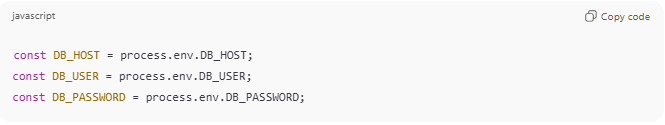 javascript
Copy code
const DB_HOST = process.env.DB_HOST;
const DB_USER = process.env.DB_USER;
const DB_PASSWORD = process.env.DB_PASSWORD;